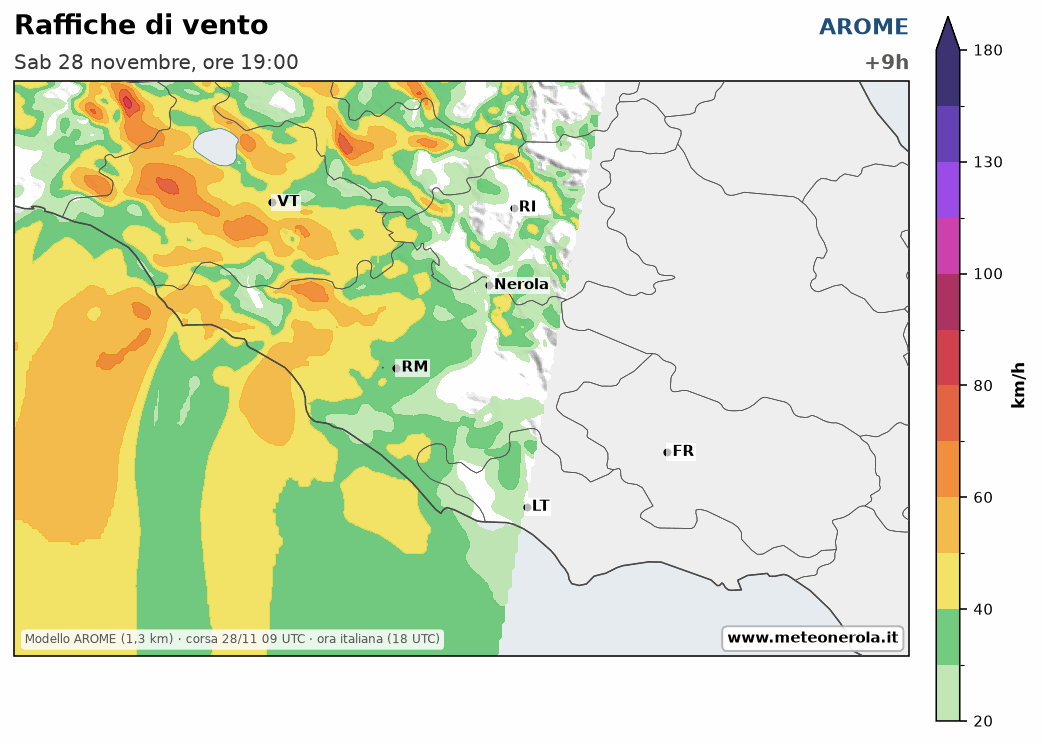 Raffiche di vento
AROME
Sab 28 novembre, ore 19:00
+9h
180
130
100
80
60
40
20
km/h
VT
RI
Nerola
RM
FR
LT
Modello AROME (1,3 km) · corsa 28/11 09 UTC · ora italiana (18 UTC)
www.meteonerola.it